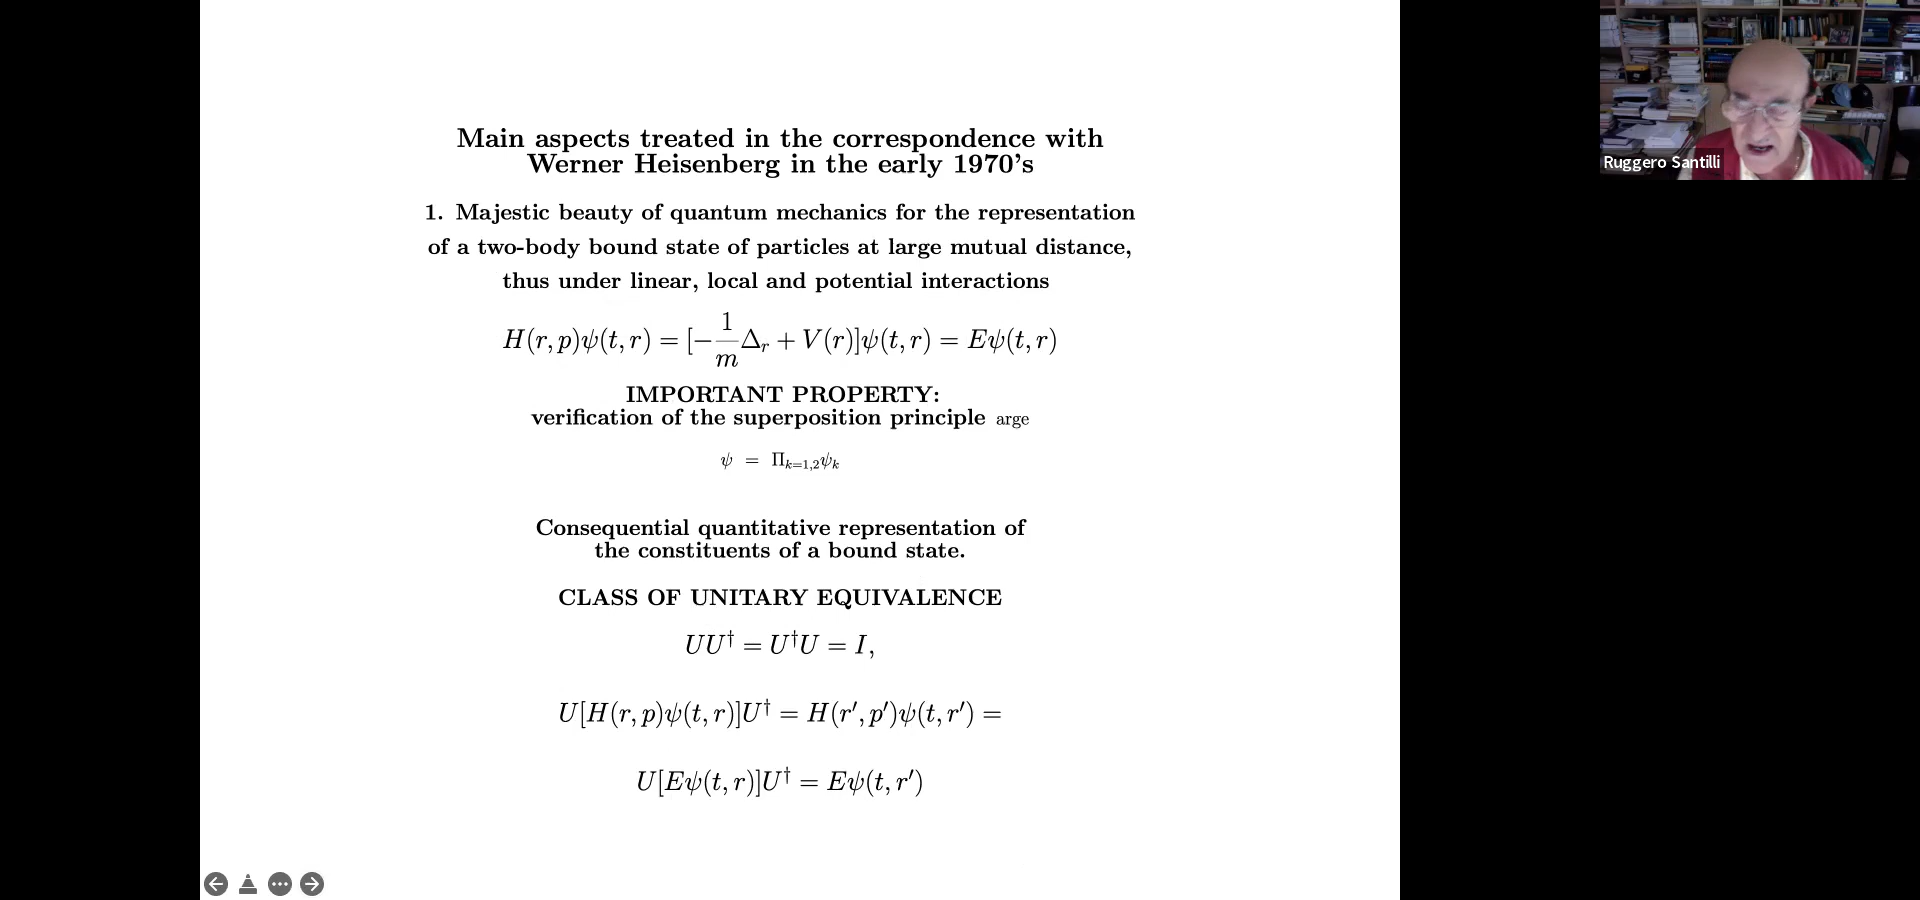 Main aspects treated in the correspondence with
Werner Heisenberg in the early 1970's
1. Majestic beauty of quantum mechanics for the representation
of a two-body bound state of particles at large mutual distance,
thus under linear, local and potential interactions
H(r, p)ψ(t, r) = [−\frac{1}{m}Δ_r + V(r)]ψ(t, r) = Eψ(t, r)
IMPORTANT PROPERTY:
verification of the superposition principle arge
ψ = Π_{k=1,2}ψ_k
Consequential quantitative representation of
the constituents of a bound state.
CLASS OF UNITARY EQUIVALENCE
UU† = U†U = I,
U[H(r, p)ψ(t, r)]U† = H(r′, p′)ψ(t, r′) =
U[Eψ(t, r)]U† = Eψ(t, r′)
Ruggero Santilli